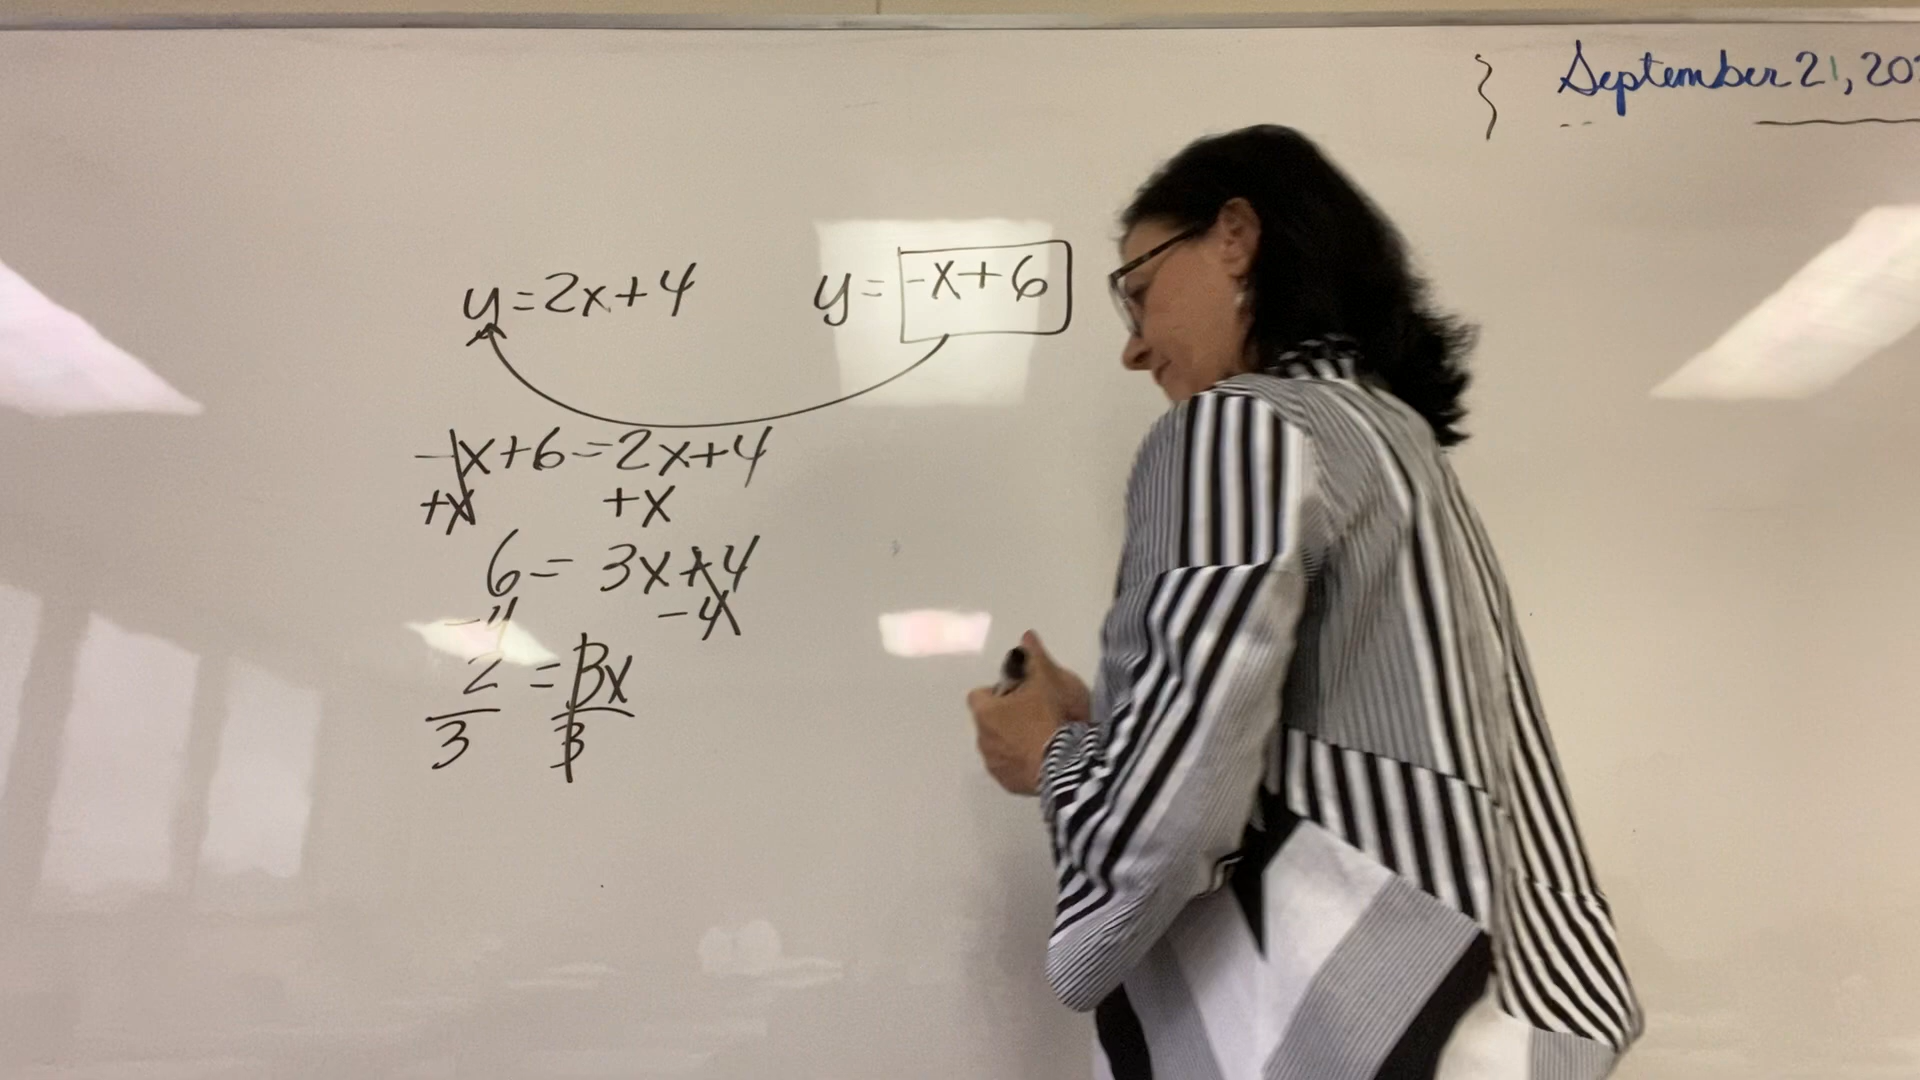 September 21, 20
y=2x+4 y=-x+6
-x+6=2x+4
+x +x
6=3x+4
-4 -4
2=3x
3 3